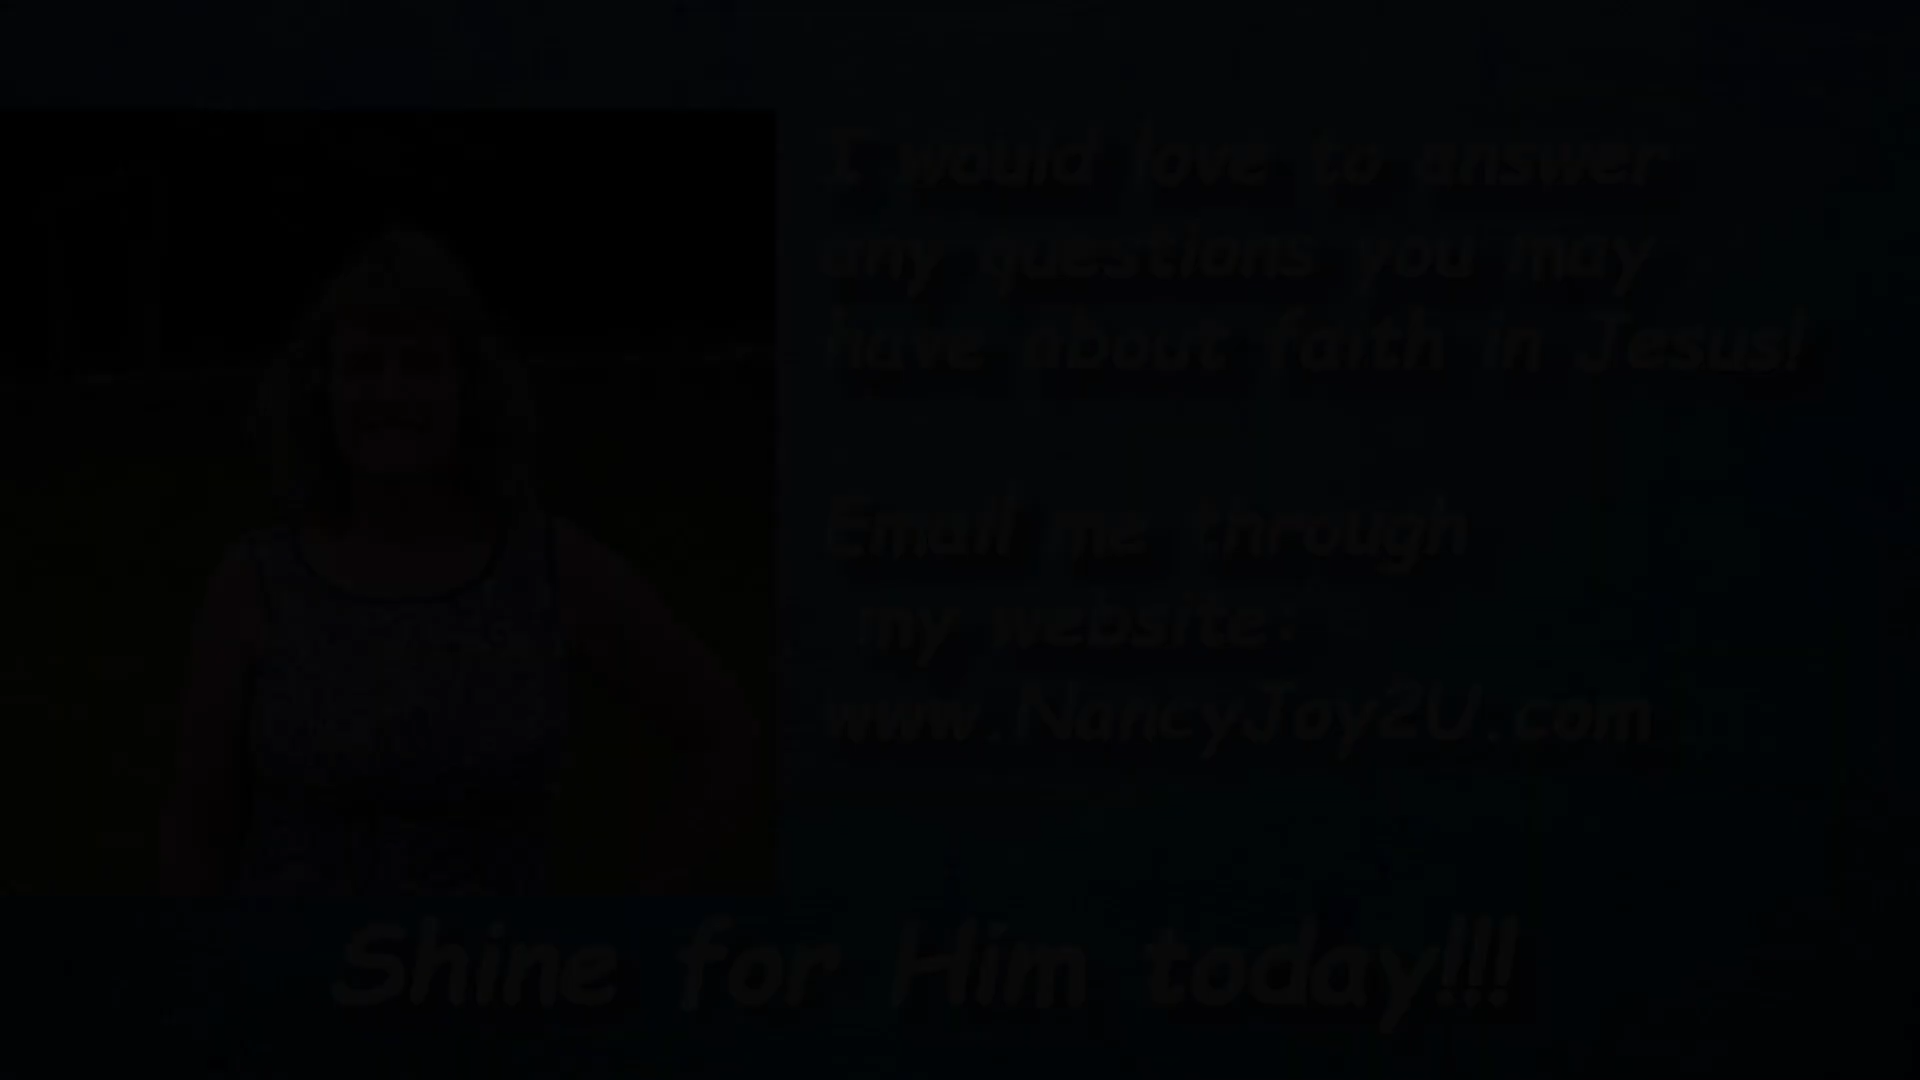 I would love to answer
any questions you may
have about faith in Jesus!
Email me through
my website:
www.NancyJoy2U.com
Shine for Him today!!!